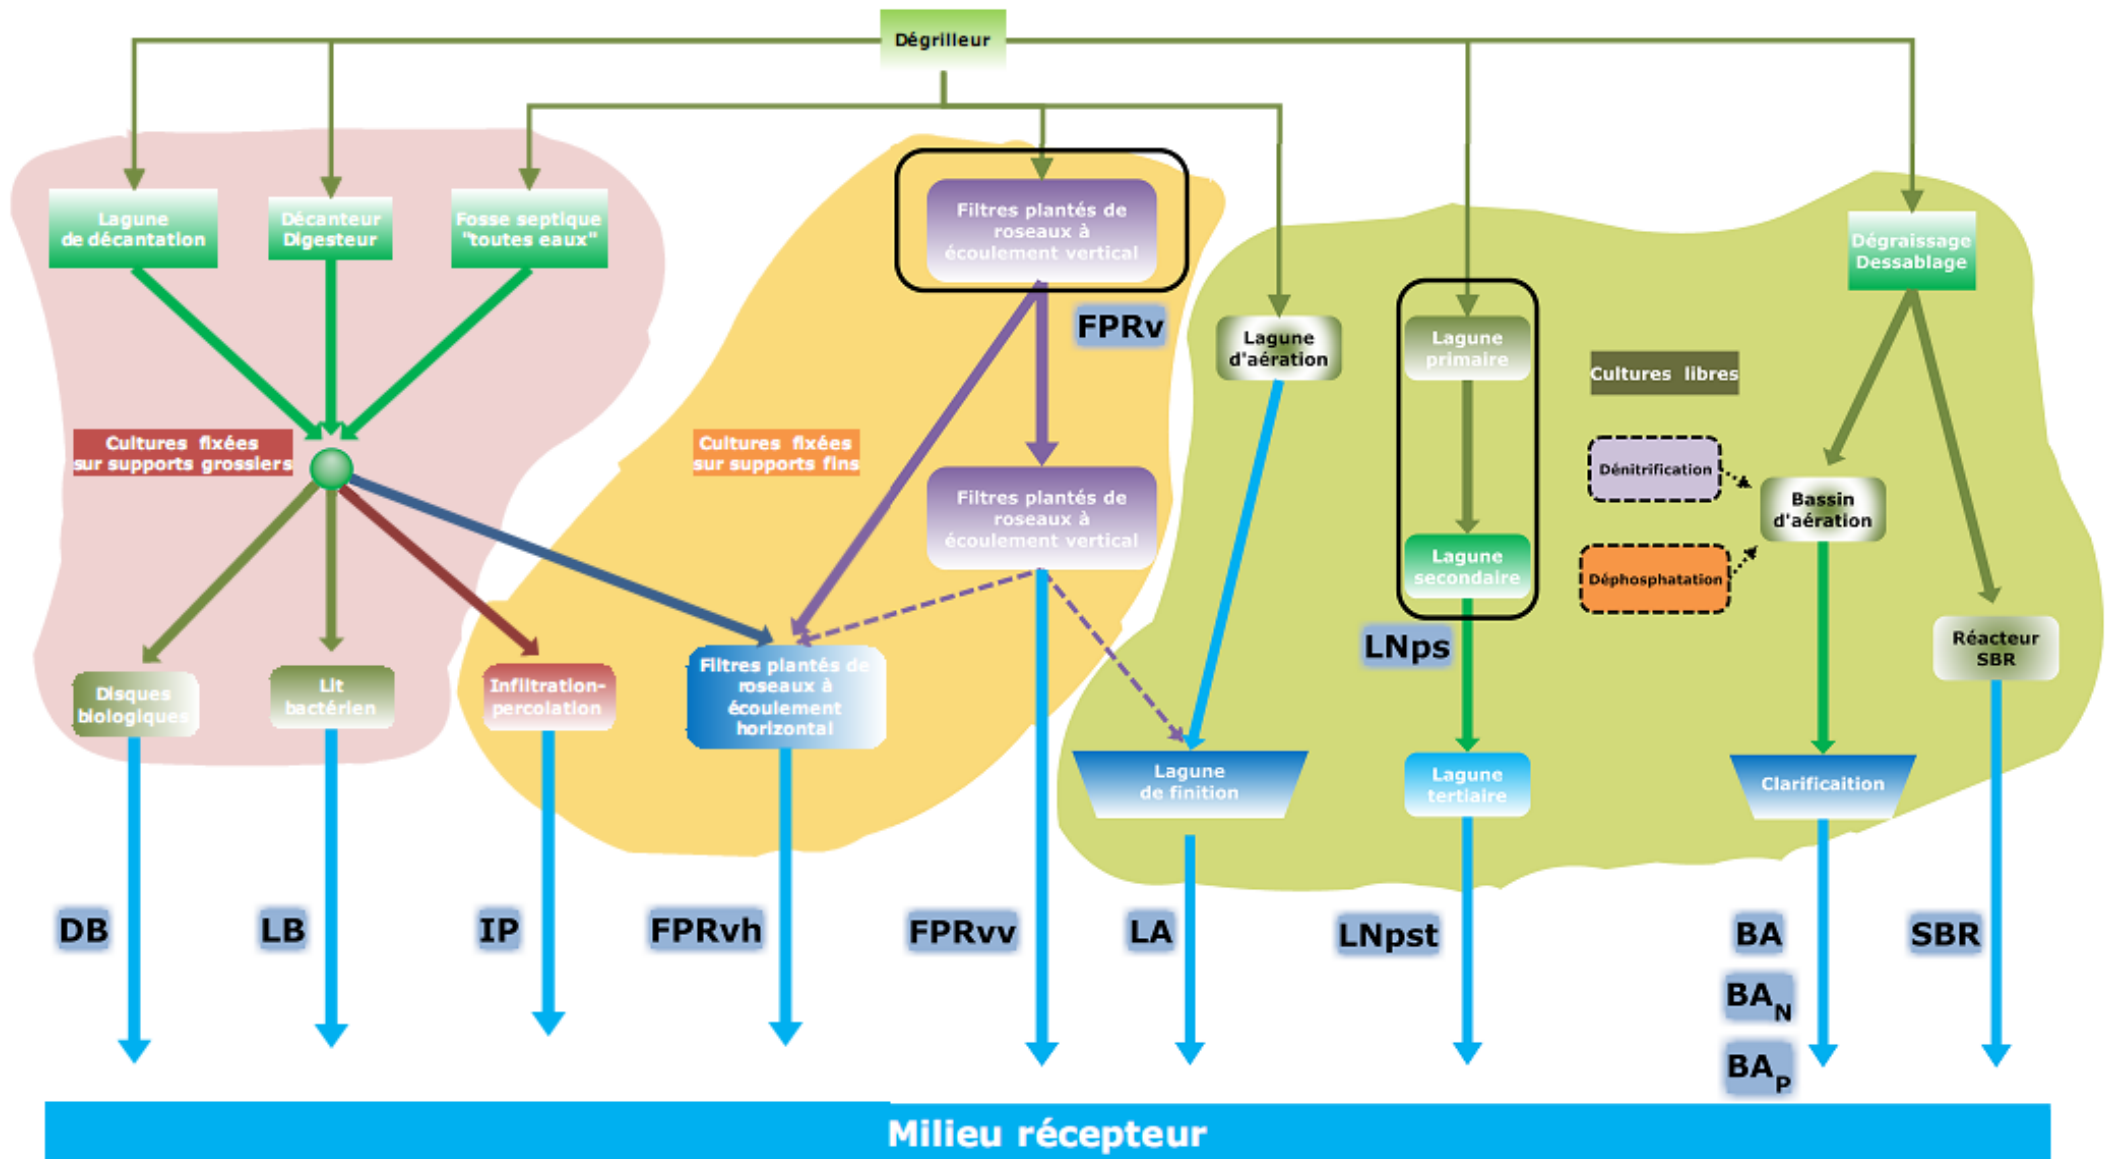 Dégrilleur
Lagune
de décantation
Décanteur
Digesteur
Fosse septique
"toutes eaux"
Filtres plantés de
roseaux à
écoulement vertical
FPRv
Lagune
d'aération
Lagune
primaire
Dégraissage
Dessablage
Cultures libres
Cultures fixées
sur supports grossiers
Cultures fixées
sur supports fins
Filtres plantés de
roseaux à
écoulement vertical
Dénitrification
Bassin
d'aération
Déphosphatation
Lagune
secondaire
LNps
Réacteur
SBR
Disques
biologiques
Lit
bactérien
Infiltration-
percolation
Filtres plantés de
roseaux à
écoulement
horizontal
Lagune
de finition
Lagune
tertiaire
Clarificaition
DB
LB
IP
FPRvh
FPRvv
LA
LNpst
BA
SBR
BAN
BAP
Milieu récepteur